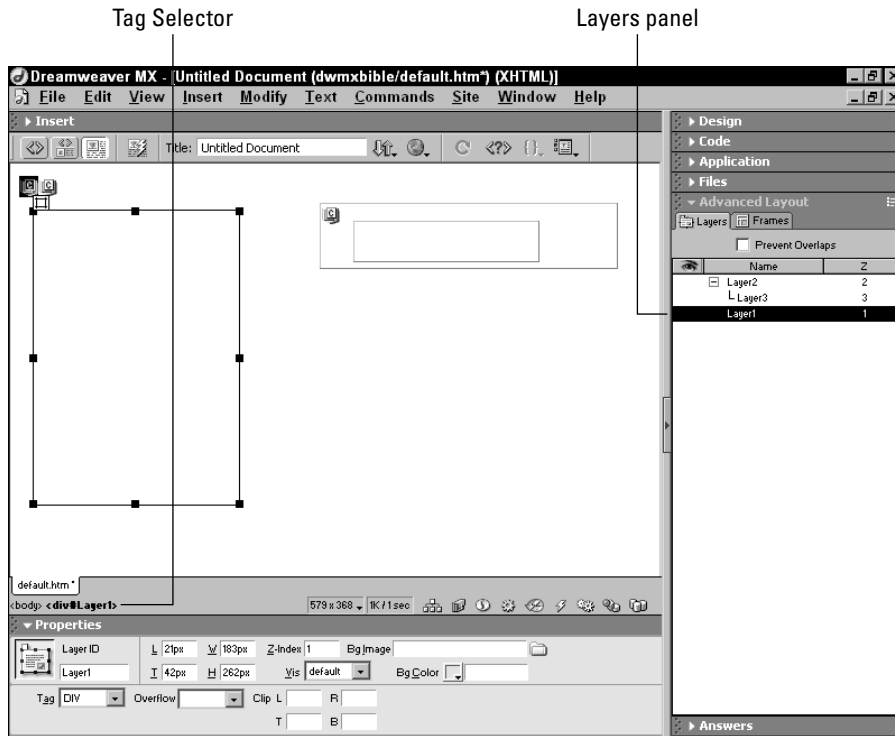 Tag Selector
Layers panel
Dreamweaver MX - [Untitled Document (dwmxbible/default.htm*) (XHTML)]
File Edit View Insert Modify Text Commands Site Window Help
Insert
Title: Untitled Document
Design
Code
Application
Files
Advanced Layout
Layers Frames
Prevent Overlaps
Name Z
Layer2 2
Layer3 3
Layer1 1
default.htm*
<body> <div#Layer1>
579 x 368 1K / 1 sec
Properties
Layer ID L 21px W 183px Z-Index 1 Bg Image
Layer1 T 42px H 262px Vis default Bg Color
Tag DIV Overflow Clip L R
T B
Answers